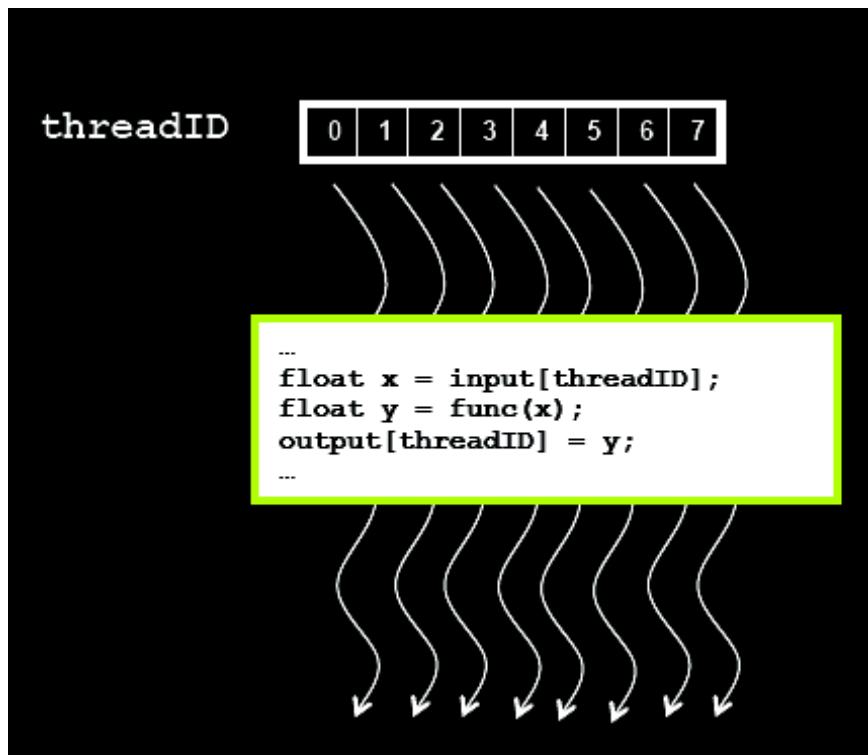 threadID 0 1 2 3 4 5 6 7
...
float x = input[threadID];
float y = func(x);
output[threadID] = y;
...